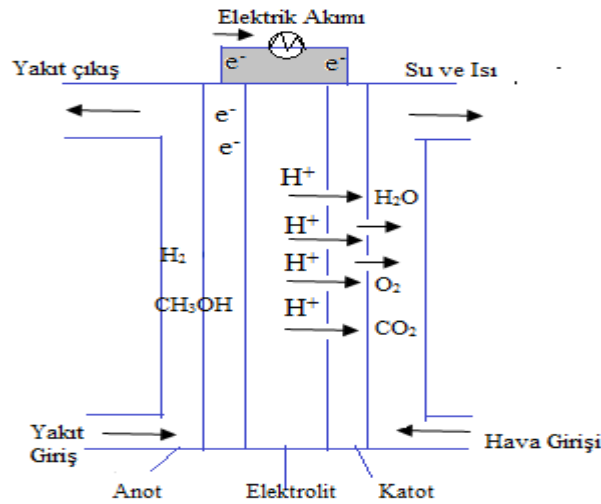 Elektrik Akımı
Yakıt çıkış
e⁻ e⁻
Su ve Isı
e⁻
e⁻
H⁺
H₂O
H⁺
H₂
H⁺
O₂
CH₃OH
H⁺
CO₂
Yakıt
Giriş
Hava Girişi
Anot Elektrolit Katot